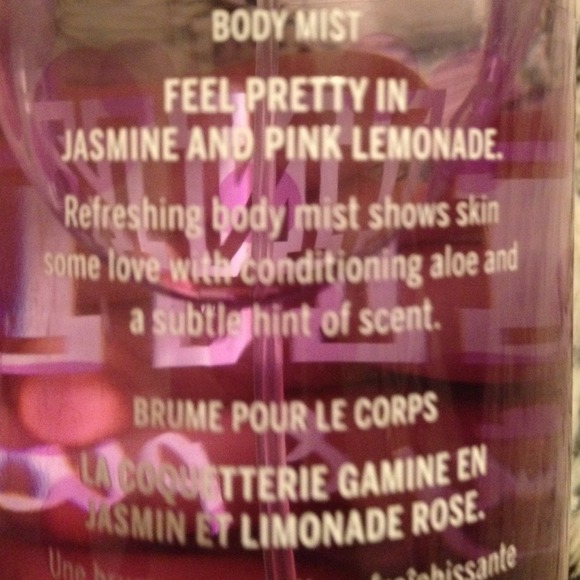 BODY MIST
FEEL PRETTY IN
JASMINE AND PINK LEMONADE.
Refreshing body mist shows skin
some love with conditioning aloe and
a subtle hint of scent.
BRUME POUR LE CORPS
LA COQUETTERIE GAMINE EN
JASMIN ET LIMONADE ROSE.
Une